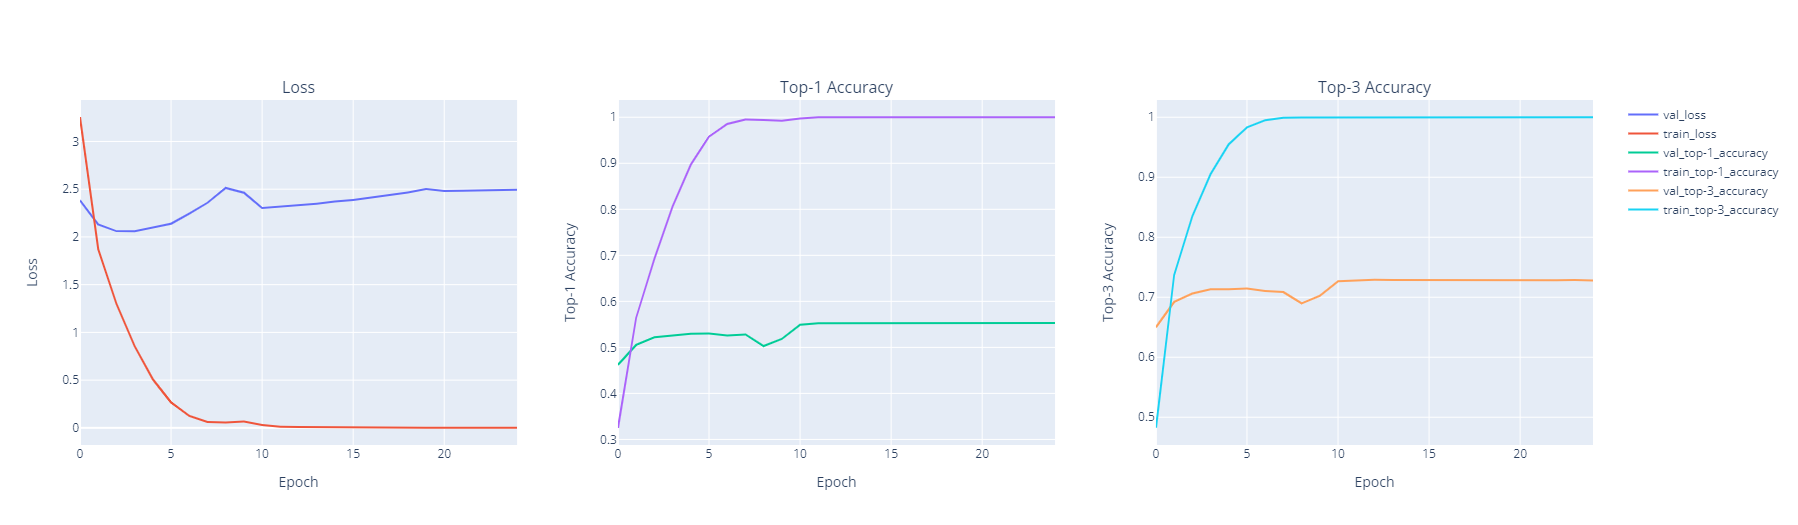 Loss
Top-1 Accuracy
Top-3 Accuracy
3
2.5
2
1.5
1
0.5
0
Loss
0
5
10
15
20
Epoch
1
0.9
0.8
0.7
0.6
0.5
0.4
0.3
Top-1 Accuracy
0
5
10
15
20
Epoch
1
0.9
0.8
0.7
0.6
0.5
Top-3 Accuracy
0
5
10
15
20
Epoch
val_loss
train_loss
val_top-1_accuracy
train_top-1_accuracy
val_top-3_accuracy
train_top-3_accuracy